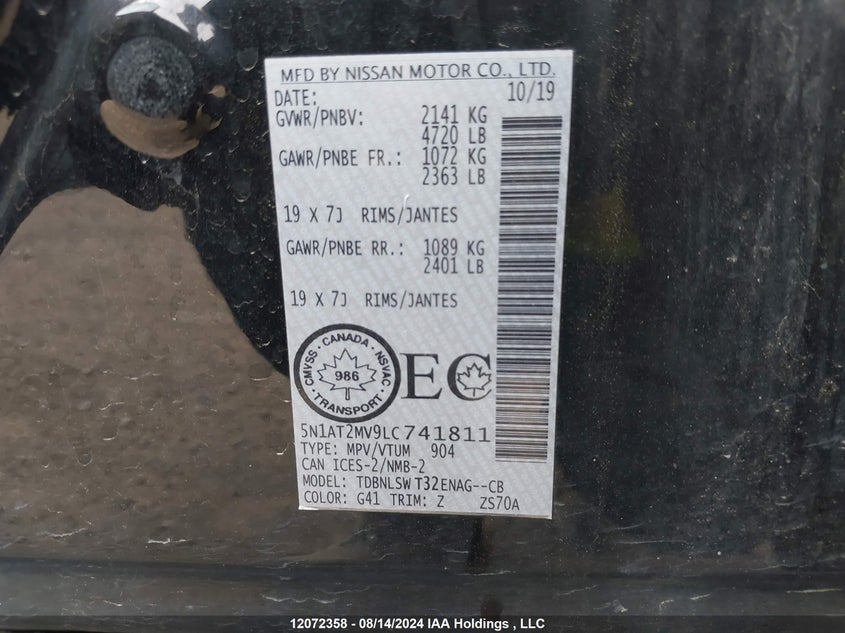 MFD BY NISSAN MOTOR CO., LTD.
DATE: 10/19
GVWR/PNBV: 2141 KG
4720 LB
GAWR/PNBE FR.: 1072 KG
2363 LB
19 X 7J RIMS/JANTES
GAWR/PNBE RR.: 1089 KG
2401 LB
19 X 7J RIMS/JANTES
CMVSS · CANADA · NSVAC
986
TRANSPORT
EC
5N1AT2MV9LC741811
TYPE: MPV/VTUM 904
CAN ICES-2/NMB-2
MODEL: TDBNLSW T32ENAG--CB
COLOR: G41 TRIM: Z ZS70A
12072358 - 08/14/2024 IAA Holdings , LLC